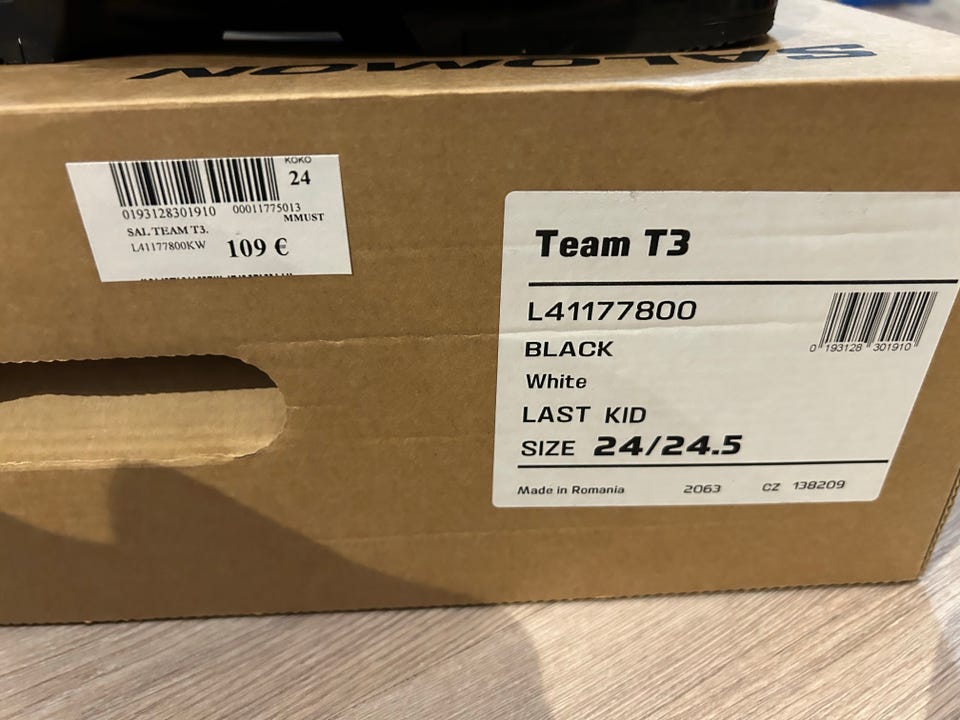 SALOMON
KOKO
24
0193128301910 00011775013
MMUST
SAL.TEAM T3.
L41177800KW 109 €
Team T3
L41177800
BLACK
0 193128 301910
White
LAST KID
SIZE 24/24.5
Made in Romania 2063 CZ 138209